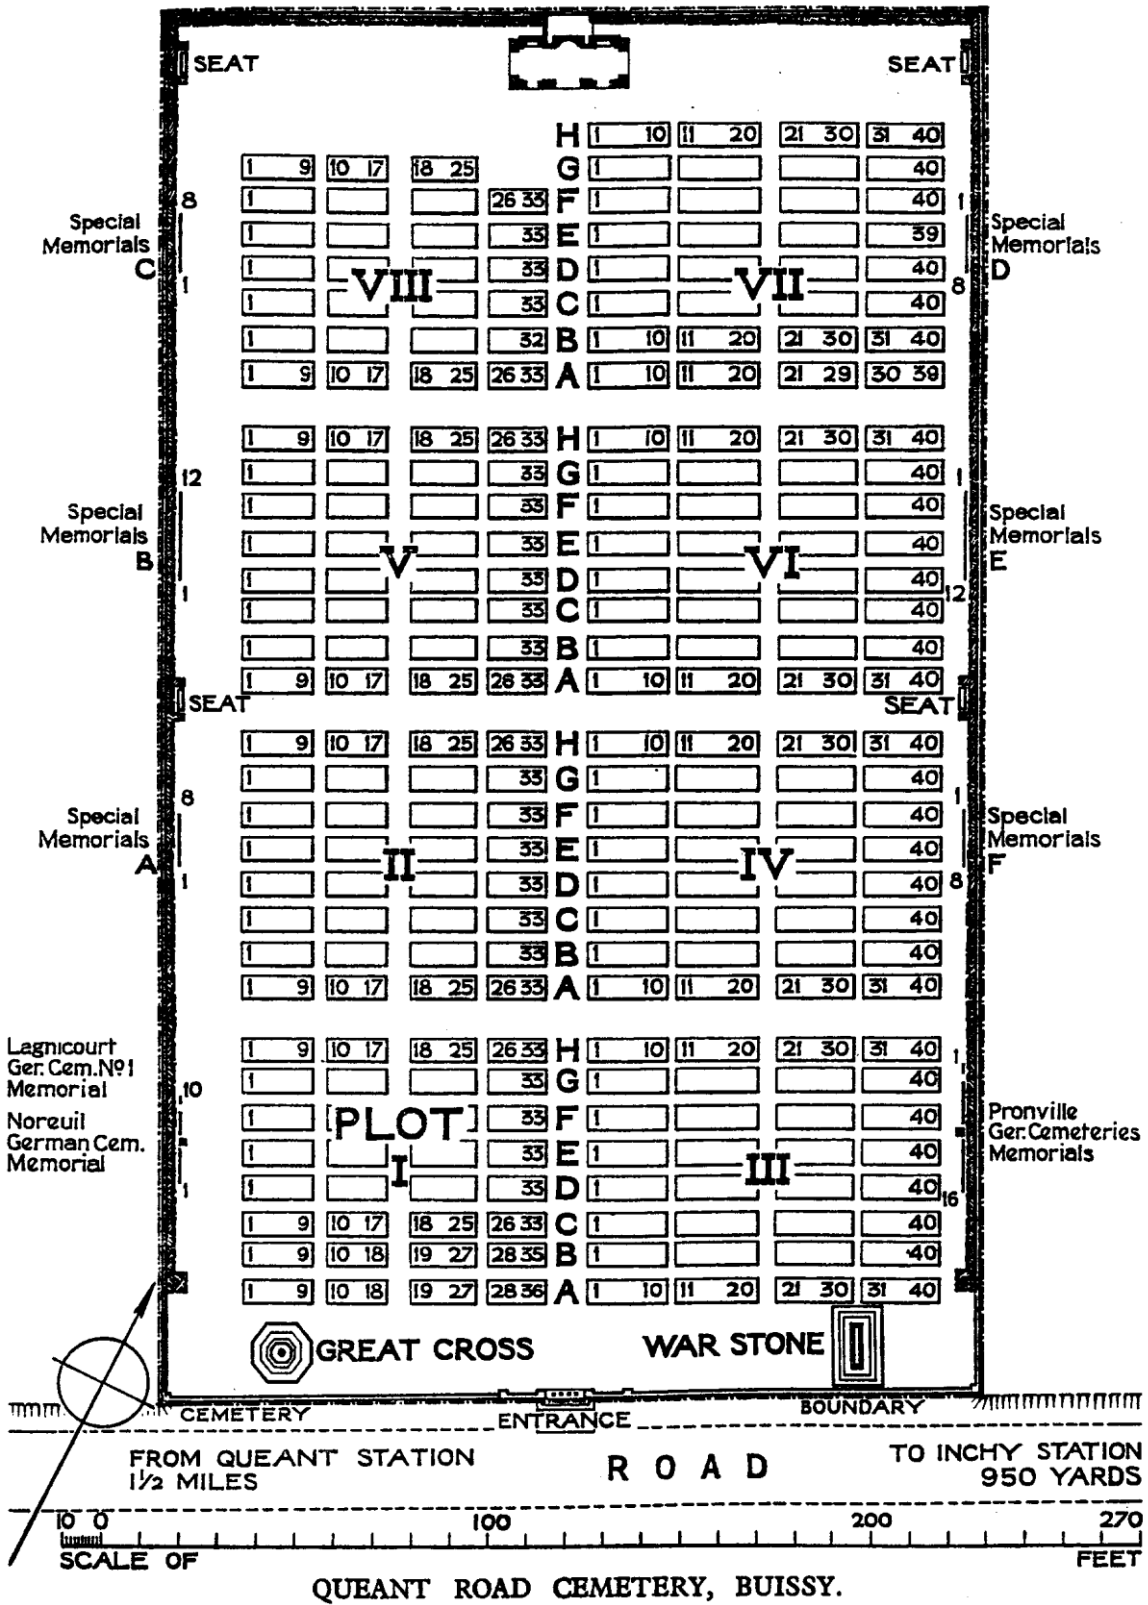 SEAT SEAT
H 1 10 11 20 21 30 31 40
1 9 10 17 18 25 G 1 40
8 26 33 F 1 40 1
Special Memorials C 33 E 1 39 Special Memorials D
33 D 1 40
1 VIII 33 C 1 VII 40 8
1 32 B 1 10 11 20 21 30 31 40
1 9 10 17 18 25 26 33 A 1 10 11 20 21 29 30 39
1 9 10 17 18 25 26 33 H 1 10 11 20 21 30 31 40
12 1 33 G 1 40 1
1 33 F 1 40
Special Memorials B 1 33 E 1 40 Special Memorials E
V VI
1 1 33 D 1 40 12
1 33 C 1 40
1 33 B 1 40
1 9 10 17 18 25 26 33 A 1 10 11 20 21 30 31 40
SEAT SEAT
1 9 10 17 18 25 26 33 H 1 10 11 20 21 30 31 40
8 1 33 G 1 40 1
1 33 F 1 40
Special Memorials A 1 33 E 1 40 Special Memorials F
II IV
1 1 33 D 1 40 8
1 33 C 1 40
1 33 B 1 40
1 9 10 17 18 25 26 33 A 1 10 11 20 21 30 31 40
1 9 10 17 18 25 26 33 H 1 10 11 20 21 30 31 40 1
Lagnicourt
Ger. Cem. Nº1
Memorial
10 1 33 G 1 40
Noreuil
German Cem.
Memorial
1 PLOT 33 F 1 40
Pronville
Ger. Cemeteries
Memorials
1 33 E 1 40
I III
1 1 33 D 1 40 16
1 9 10 17 18 25 26 33 C 1 40
1 9 10 18 19 27 28 35 B 1 40
1 9 10 18 19 27 28 36 A 1 10 11 20 21 30 31 40
GREAT CROSS WAR STONE
CEMETERY ENTRANCE BOUNDARY
FROM QUEANT STATION
1½ MILES
ROAD
TO INCHY STATION
950 YARDS
10 0 100 200 270
SCALE OF FEET
QUEANT ROAD CEMETERY, BUISSY.